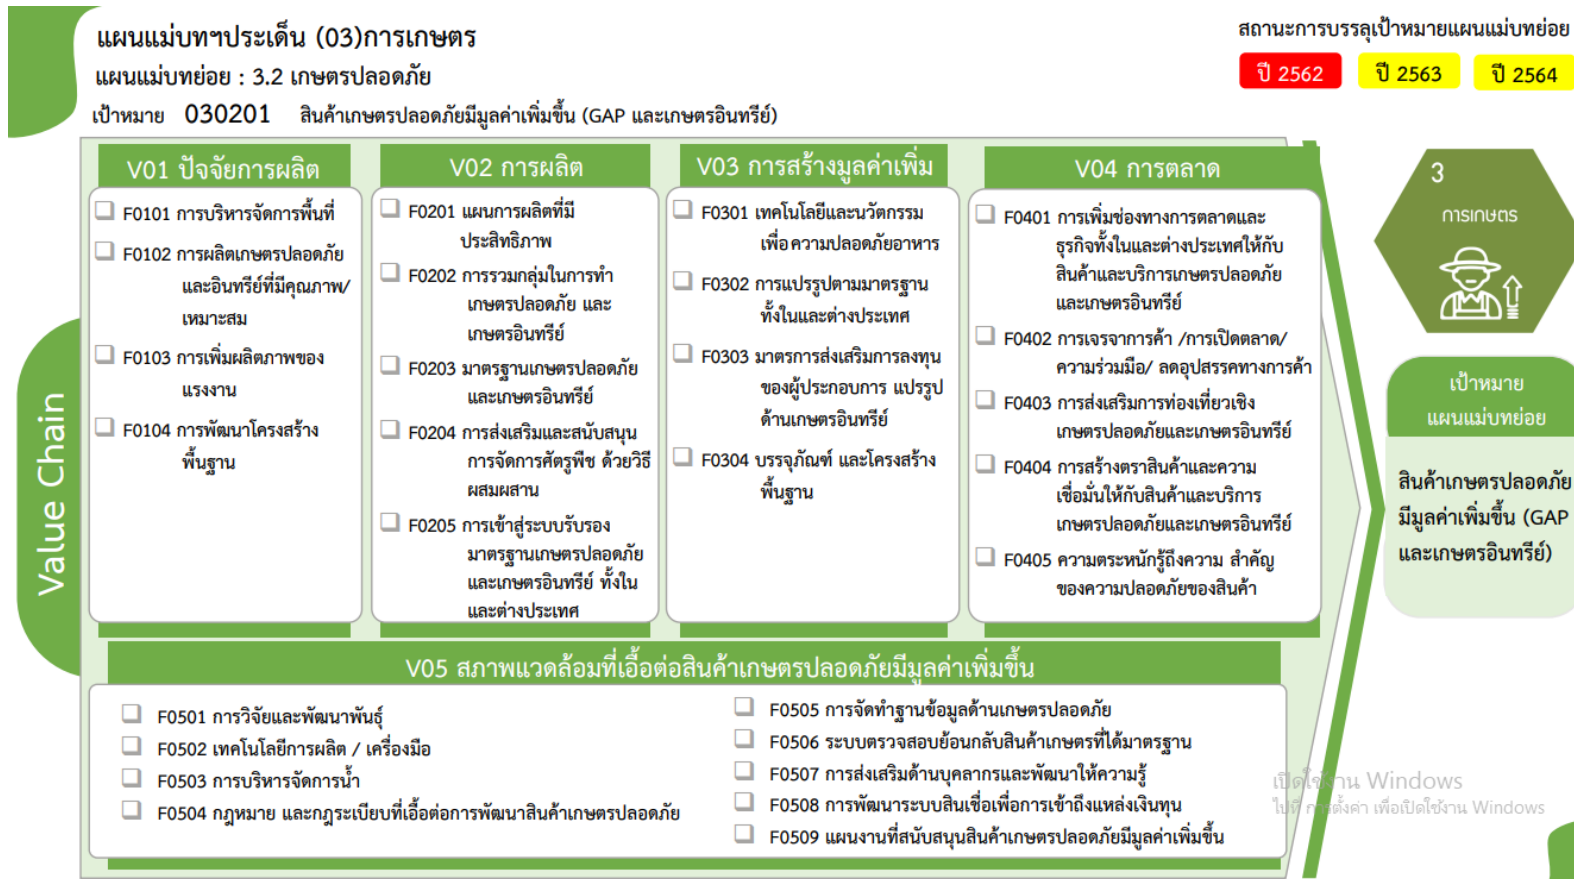 แผนแม่บทฯประเด็น (03)การเกษตร
แผนแม่บทย่อย : 3.2 เกษตรปลอดภัย
เป้าหมาย 030201 สินค้าเกษตรปลอดภัยมีมูลค่าเพิ่มขึ้น (GAP และเกษตรอินทรีย์)
สถานะการบรรลุเป้าหมายแผนแม่บทย่อย
ปี 2562 ปี 2563 ปี 2564
Value Chain
V01 ปัจจัยการผลิต
F0101 การบริหารจัดการพื้นที่
F0102 การผลิตเกษตรปลอดภัย
และอินทรีย์ที่มีคุณภาพ/
เหมาะสม
F0103 การเพิ่มผลิตภาพของ
แรงงาน
F0104 การพัฒนาโครงสร้าง
พื้นฐาน
V02 การผลิต
F0201 แผนการผลิตที่มี
ประสิทธิภาพ
F0202 การรวมกลุ่มในการทำ
เกษตรปลอดภัย และ
เกษตรอินทรีย์
F0203 มาตรฐานเกษตรปลอดภัย
และเกษตรอินทรีย์
F0204 การส่งเสริมและสนับสนุน
การจัดการศัตรูพืช ด้วยวิธี
ผสมผสาน
F0205 การเข้าสู่ระบบรับรอง
มาตรฐานเกษตรปลอดภัย
และเกษตรอินทรีย์ ทั้งใน
และต่างประเทศ
V03 การสร้างมูลค่าเพิ่ม
F0301 เทคโนโลยีและนวัตกรรม
เพื่อความปลอดภัยอาหาร
F0302 การแปรรูปตามมาตรฐาน
ทั้งในและต่างประเทศ
F0303 มาตรการส่งเสริมการลงทุน
ของผู้ประกอบการ แปรรูป
ด้านเกษตรอินทรีย์
F0304 บรรจุภัณฑ์ และโครงสร้าง
พื้นฐาน
V04 การตลาด
F0401 การเพิ่มช่องทางการตลาดและ
ธุรกิจทั้งในและต่างประเทศให้กับ
สินค้าและบริการเกษตรปลอดภัย
และเกษตรอินทรีย์
F0402 การเจรจาการค้า /การเปิดตลาด/
ความร่วมมือ/ ลดอุปสรรคทางการค้า
F0403 การส่งเสริมการท่องเที่ยวเชิง
เกษตรปลอดภัยและเกษตรอินทรีย์
F0404 การสร้างตราสินค้าและความ
เชื่อมั่นให้กับสินค้าและบริการ
เกษตรปลอดภัยและเกษตรอินทรีย์
F0405 ความตระหนักรู้ถึงความ สำคัญ
ของความปลอดภัยของสินค้า
3
การเกษตร
เป้าหมาย
แผนแม่บทย่อย
สินค้าเกษตรปลอดภัย
มีมูลค่าเพิ่มขึ้น (GAP
และเกษตรอินทรีย์)
V05 สภาพแวดล้อมที่เอื้อต่อสินค้าเกษตรปลอดภัยมีมูลค่าเพิ่มขึ้น
F0501 การวิจัยและพัฒนาพันธุ์
F0502 เทคโนโลยีการผลิต / เครื่องมือ
F0503 การบริหารจัดการน้ำ
F0504 กฎหมาย และกฎระเบียบที่เอื้อต่อการพัฒนาสินค้าเกษตรปลอดภัย
F0505 การจัดทำฐานข้อมูลด้านเกษตรปลอดภัย
F0506 ระบบตรวจสอบย้อนกลับสินค้าเกษตรที่ได้มาตรฐาน
F0507 การส่งเสริมด้านบุคลากรและพัฒนาให้ความรู้
F0508 การพัฒนาระบบสินเชื่อเพื่อการเข้าถึงแหล่งเงินทุน
F0509 แผนงานที่สนับสนุนสินค้าเกษตรปลอดภัยมีมูลค่าเพิ่มขึ้น
เปิดใช้งาน Windows
ไปที่ การตั้งค่า เพื่อเปิดใช้งาน Windows